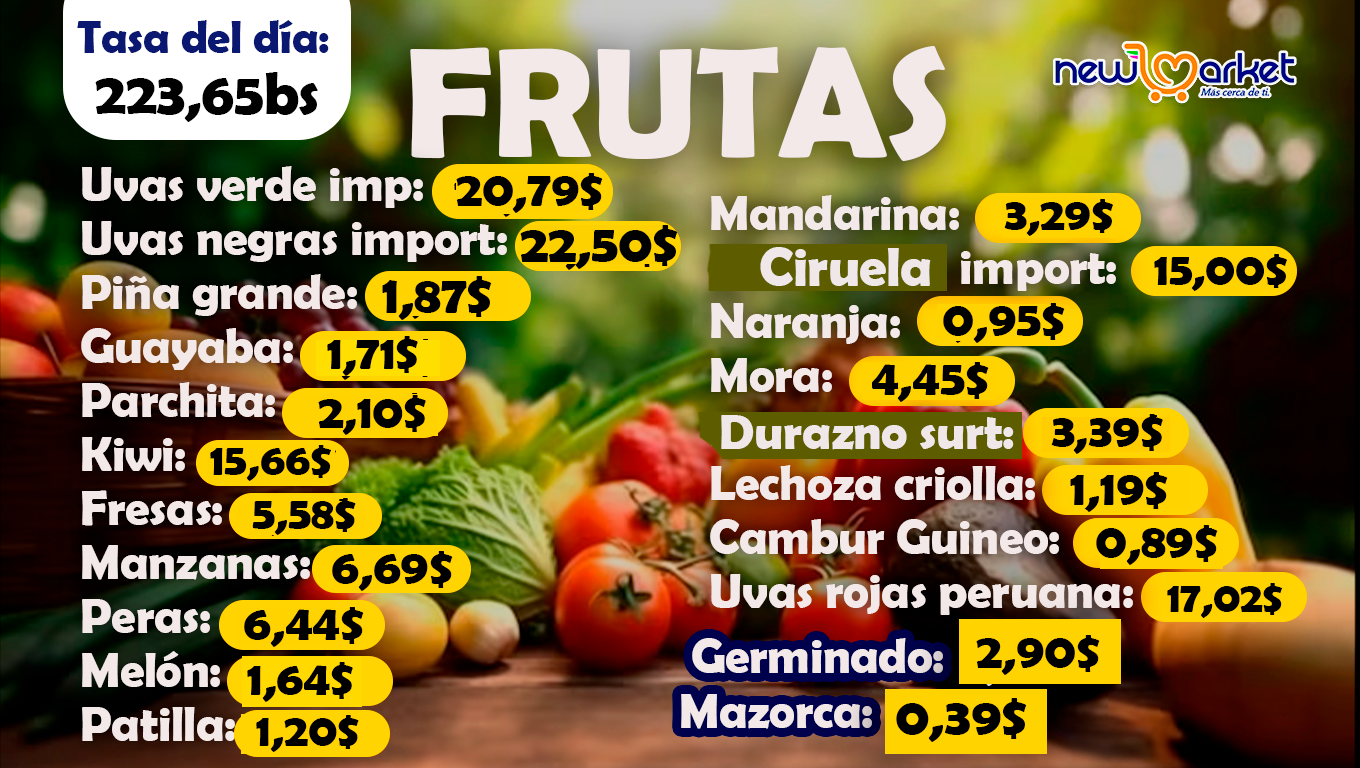 Tasa del día:
223,65bs
FRUTAS
new market
Más cerca de ti.
Uvas verde imp: 20,79$
Uvas negras import: 22,50$
Piña grande: 1,87$
Guayaba: 1,71$
Parchita: 2,10$
Kiwi: 15,66$
Fresas: 5,58$
Manzanas: 6,69$
Peras: 6,44$
Melón: 1,64$
Patilla: 1,20$
Mandarina: 3,29$
Ciruela import: 15,00$
Naranja: 0,95$
Mora: 4,45$
Durazno surt: 3,39$
Lechoza criolla: 1,19$
Cambur Guineo: 0,89$
Uvas rojas peruana: 17,02$
Germinado: 2,90$
Mazorca: 0,39$